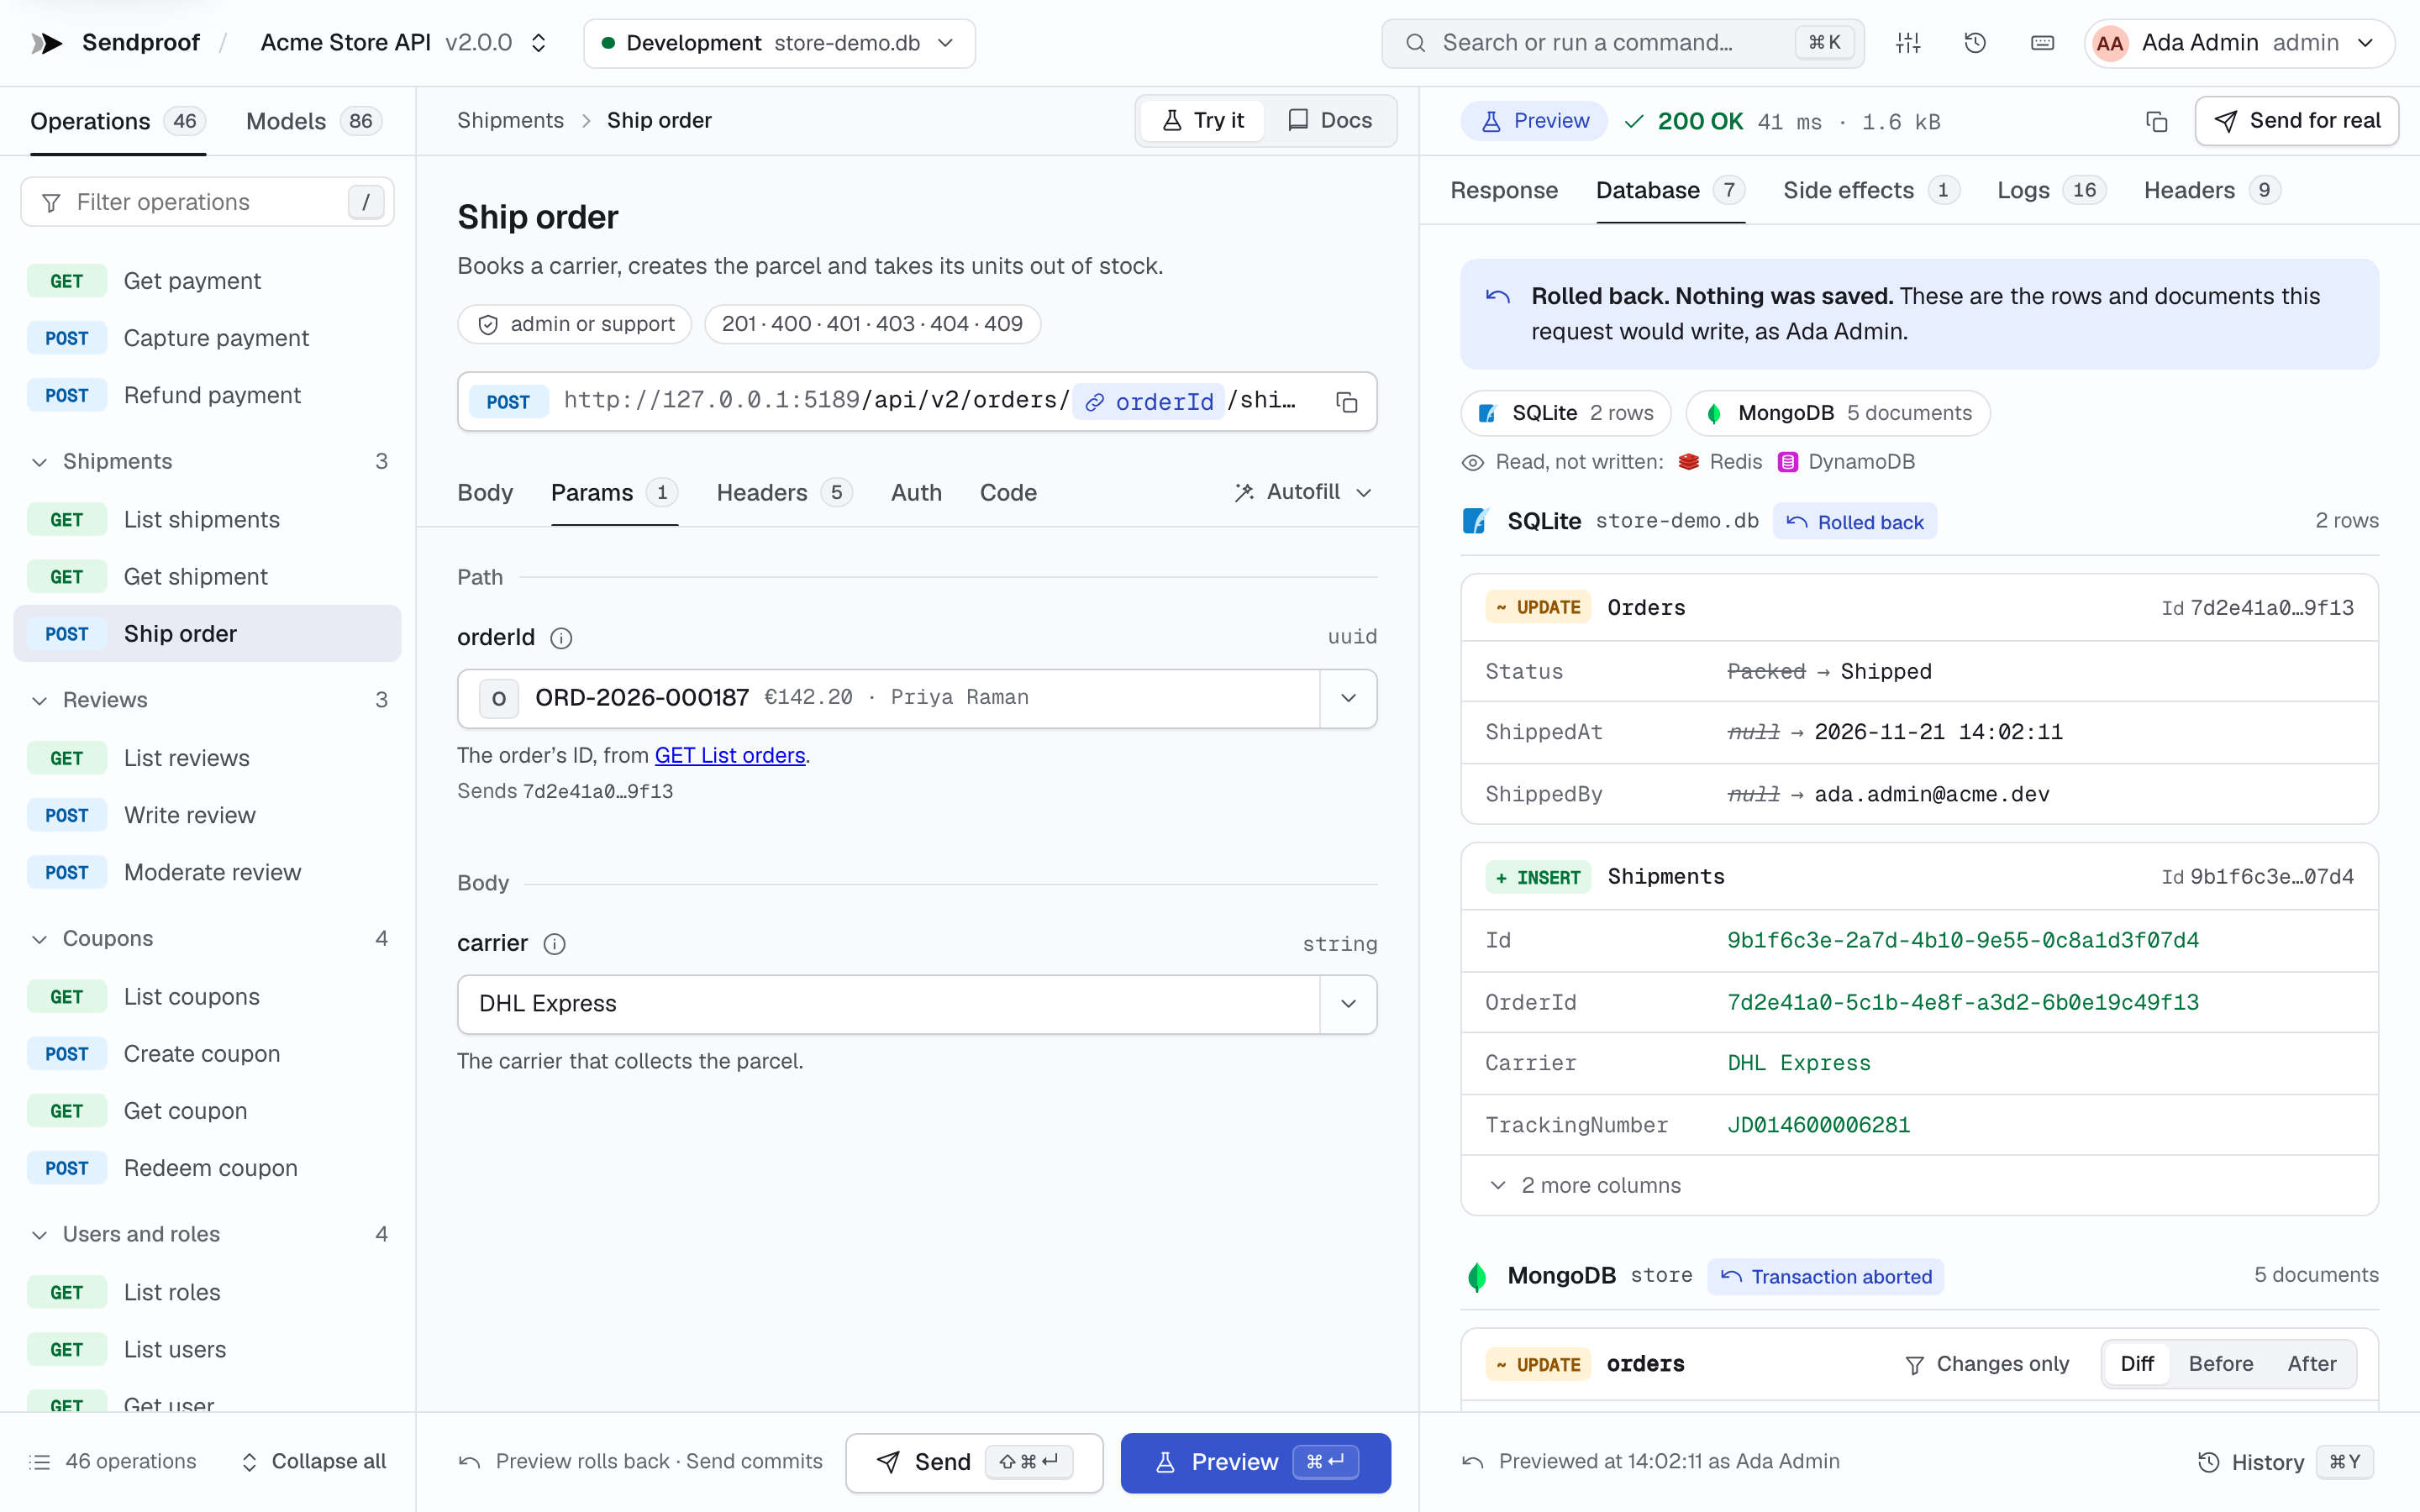 Sendproof / Acme Store API v2.0.0
Development store-demo.db
Search or run a command... ⌘K
AA Ada Admin admin
Operations 46 Models 86
Filter operations /
GET Get payment
POST Capture payment
POST Refund payment
Shipments 3
GET List shipments
GET Get shipment
POST Ship order
Reviews 3
GET List reviews
POST Write review
POST Moderate review
Coupons 4
GET List coupons
POST Create coupon
GET Get coupon
POST Redeem coupon
Users and roles 4
GET List roles
GET List users
GET Get user
46 operations Collapse all
Shipments > Ship order
Try it Docs
Ship order
Books a carrier, creates the parcel and takes its units out of stock.
admin or support 201 · 400 · 401 · 403 · 404 · 409
POST http://127.0.0.1:5189/api/v2/orders/ orderId /shi...
Body Params 1 Headers 5 Auth Code Autofill
Path
orderId uuid
O ORD-2026-000187 €142.20 · Priya Raman
The order's ID, from GET List orders.
Sends 7d2e41a0…9f13
Body
carrier string
DHL Express
The carrier that collects the parcel.
Preview rolls back · Send commits
Send ⇧⌘↵
Preview ⌘↵
Preview 200 OK 41 ms · 1.6 kB
Send for real
Response Database 7 Side effects 1 Logs 16 Headers 9
Rolled back. Nothing was saved. These are the rows and documents this
request would write, as Ada Admin.
SQLite 2 rows MongoDB 5 documents
Read, not written: Redis DynamoDB
SQLite store-demo.db Rolled back 2 rows
~ UPDATE Orders Id 7d2e41a0…9f13
Status Packed → Shipped
ShippedAt null → 2026-11-21 14:02:11
ShippedBy null → ada.admin@acme.dev
+ INSERT Shipments Id 9b1f6c3e…07d4
Id 9b1f6c3e-2a7d-4b10-9e55-0c8a1d3f07d4
OrderId 7d2e41a0-5c1b-4e8f-a3d2-6b0e19c49f13
Carrier DHL Express
TrackingNumber JD014600006281
2 more columns
MongoDB store Transaction aborted 5 documents
~ UPDATE orders Changes only Diff Before After
Previewed at 14:02:11 as Ada Admin
History ⌘Y